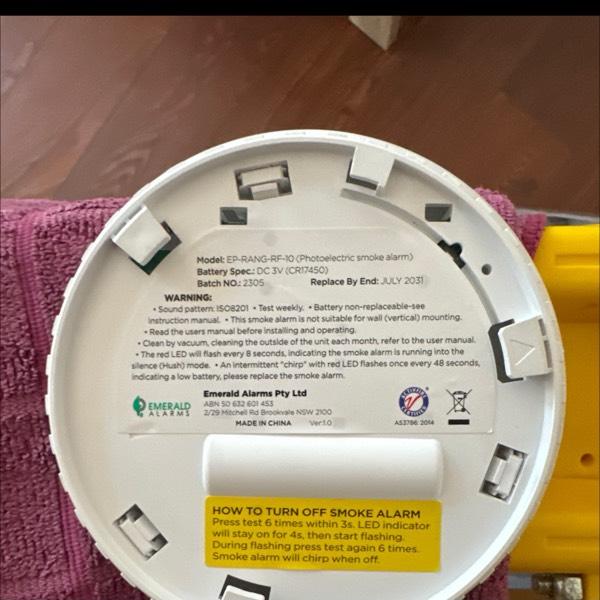 Model: EP-RANG-RF-10 (Photoelectric smoke alarm)
Battery Spec.: DC 3V (CR17450)
Batch NO.: 2305 Replace By End: JULY 2031
WARNING:
• Sound pattern: ISO8201 • Test weekly. • Battery non-replaceable-see
instruction manual. • This smoke alarm is not suitable for wall (vertical) mounting.
• Read the users manual before installing and operating.
• Clean by vacuum, cleaning the outside of the unit each month, refer to the user manual.
• The red LED will flash every 8 seconds, indicating the smoke alarm is running into the
silence (Hush) mode. • An intermittent "chirp" with red LED flashes once every 48 seconds,
indicating a low battery, please replace the smoke alarm.
EMERALD
ALARMS
Emerald Alarms Pty Ltd
ABN 50 632 601 453
2/29 Mitchell Rd Brookvale NSW 2100
MADE IN CHINA Ver:1.0
AS3786: 2014
HOW TO TURN OFF SMOKE ALARM
Press test 6 times within 3s. LED indicator
will stay on for 4s, then start flashing.
During flashing press test again 6 times.
Smoke alarm will chirp when off.